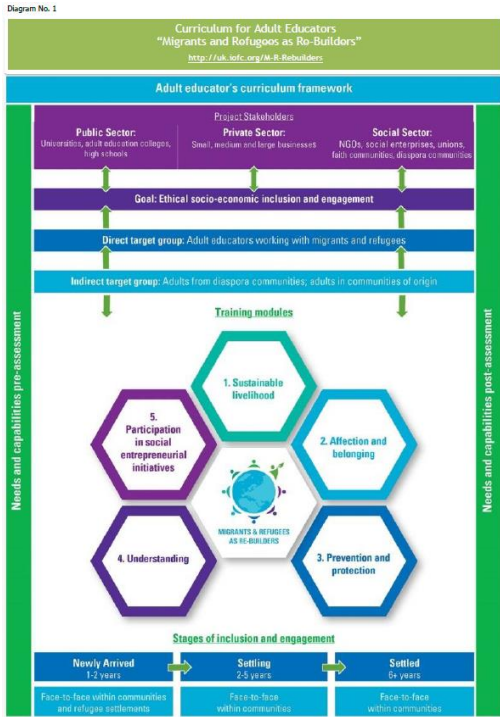 Diagram No. 1
Curriculum for Adult Educators
“Migrants and Refugoos as Ro-Builders”
http://uk.iofc.org/M-R-Rebuilders
Adult educator's curriculum framework
Project Stakeholders
Public Sector:
Universities, adult education colleges,
high schools
Private Sector:
Small, medium and large businesses
Social Sector:
NGOs, social enterprises, unions,
faith communities, diaspora communities
Goal: Ethical socio-economic inclusion and engagement
Direct target group: Adult educators working with migrants and refugees
Indirect target group: Adults from diaspora communities; adults in communities of origin
Needs and capabilities pre-assessment
Needs and capabilities post-assessment
Training modules
1. Sustainable
livelihood
5.
Participation
in social
entrepreneurial
initiatives
2. Affection and
belonging
MIGRANTS & REFUGEES
AS RE-BUILDERS
4. Understanding
3. Prevention and
protection
Stages of inclusion and engagement
Newly Arrived
1-2 years
Settling
2-5 years
Settled
6+ years
Face-to-face within communities
and refugee settlements
Face-to-face
within communities
Face-to-face
within communities